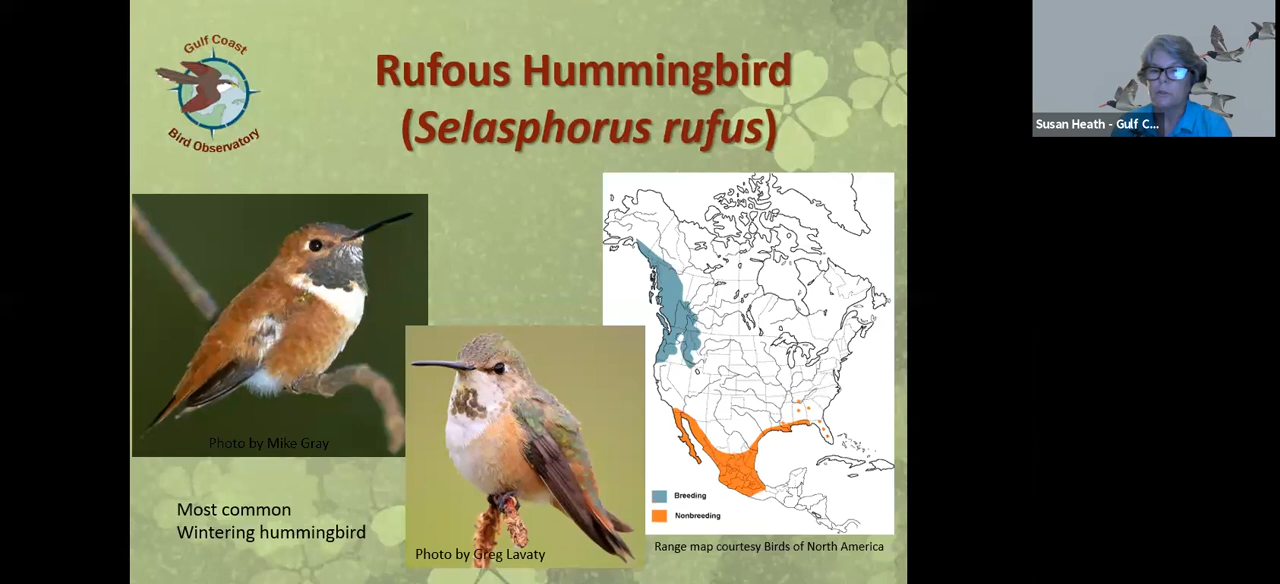 Gulf Coast
Bird Observatory
Rufous Hummingbird
(Selasphorus rufus)
Susan Heath - Gulf C...
Photo by Mike Gray
Photo by Greg Lavaty
Most common
Wintering hummingbird
Breeding
Nonbreeding
Range map courtesy Birds of North America